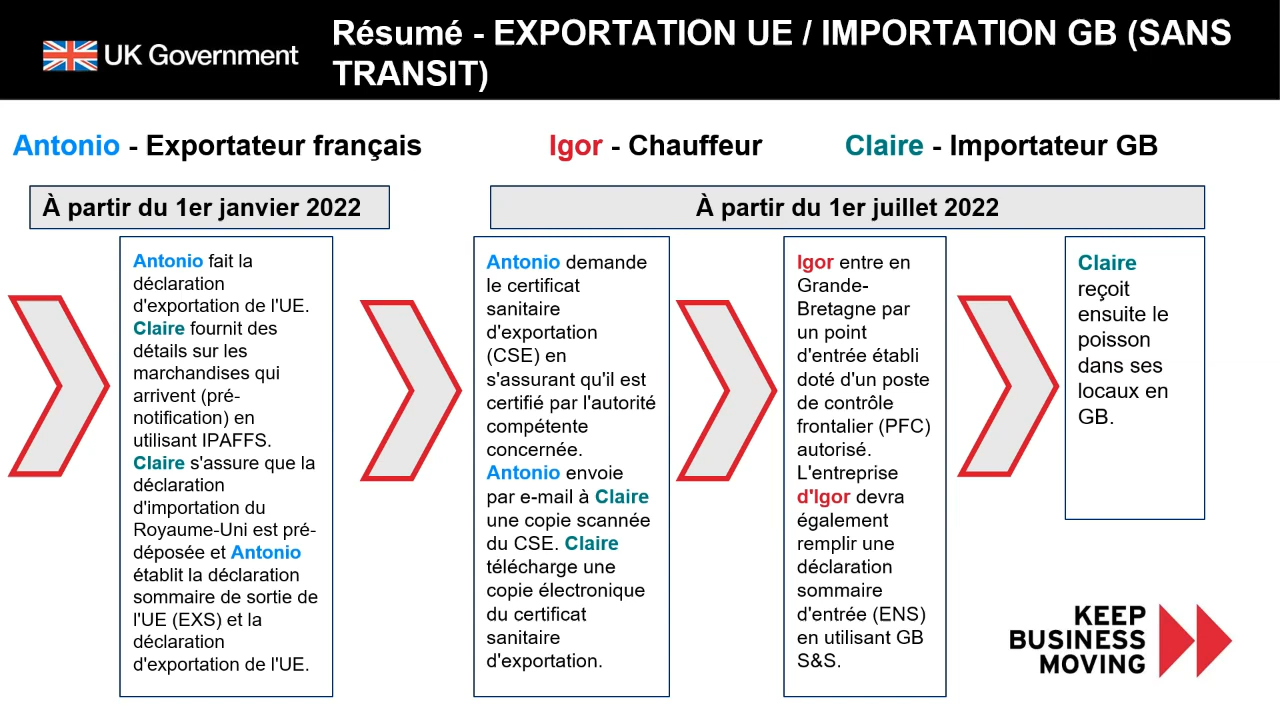 UK Government
Résumé - EXPORTATION UE / IMPORTATION GB (SANS
TRANSIT)
Antonio - Exportateur français
Igor - Chauffeur
Claire - Importateur GB
À partir du 1er janvier 2022
À partir du 1er juillet 2022
Antonio fait la
déclaration
d'exportation de l'UE.
Claire fournit des
détails sur les
marchandises qui
arrivent (pré-
notification) en
utilisant IPAFFS.
Claire s'assure que la
déclaration
d'importation du
Royaume-Uni est pré-
déposée et Antonio
établit la déclaration
sommaire de sortie de
l'UE (EXS) et la
déclaration
d'exportation de l'UE.
Antonio demande
le certificat
sanitaire
d'exportation
(CSE) en
s'assurant qu'il est
certifié par l'autorité
compétente
concernée.
Antonio envoie
par e-mail à Claire
une copie scannée
du CSE. Claire
télécharge une
copie électronique
du certificat
sanitaire
d'exportation.
Igor entre en
Grande-
Bretagne par
un point
d'entrée établi
doté d'un poste
de contrôle
frontalier (PFC)
autorisé.
L'entreprise
d'Igor devra
également
remplir une
déclaration
sommaire
d'entrée (ENS)
en utilisant GB
S&S.
Claire
reçoit
ensuite le
poisson
dans ses
locaux en
GB.
KEEP
BUSINESS
MOVING